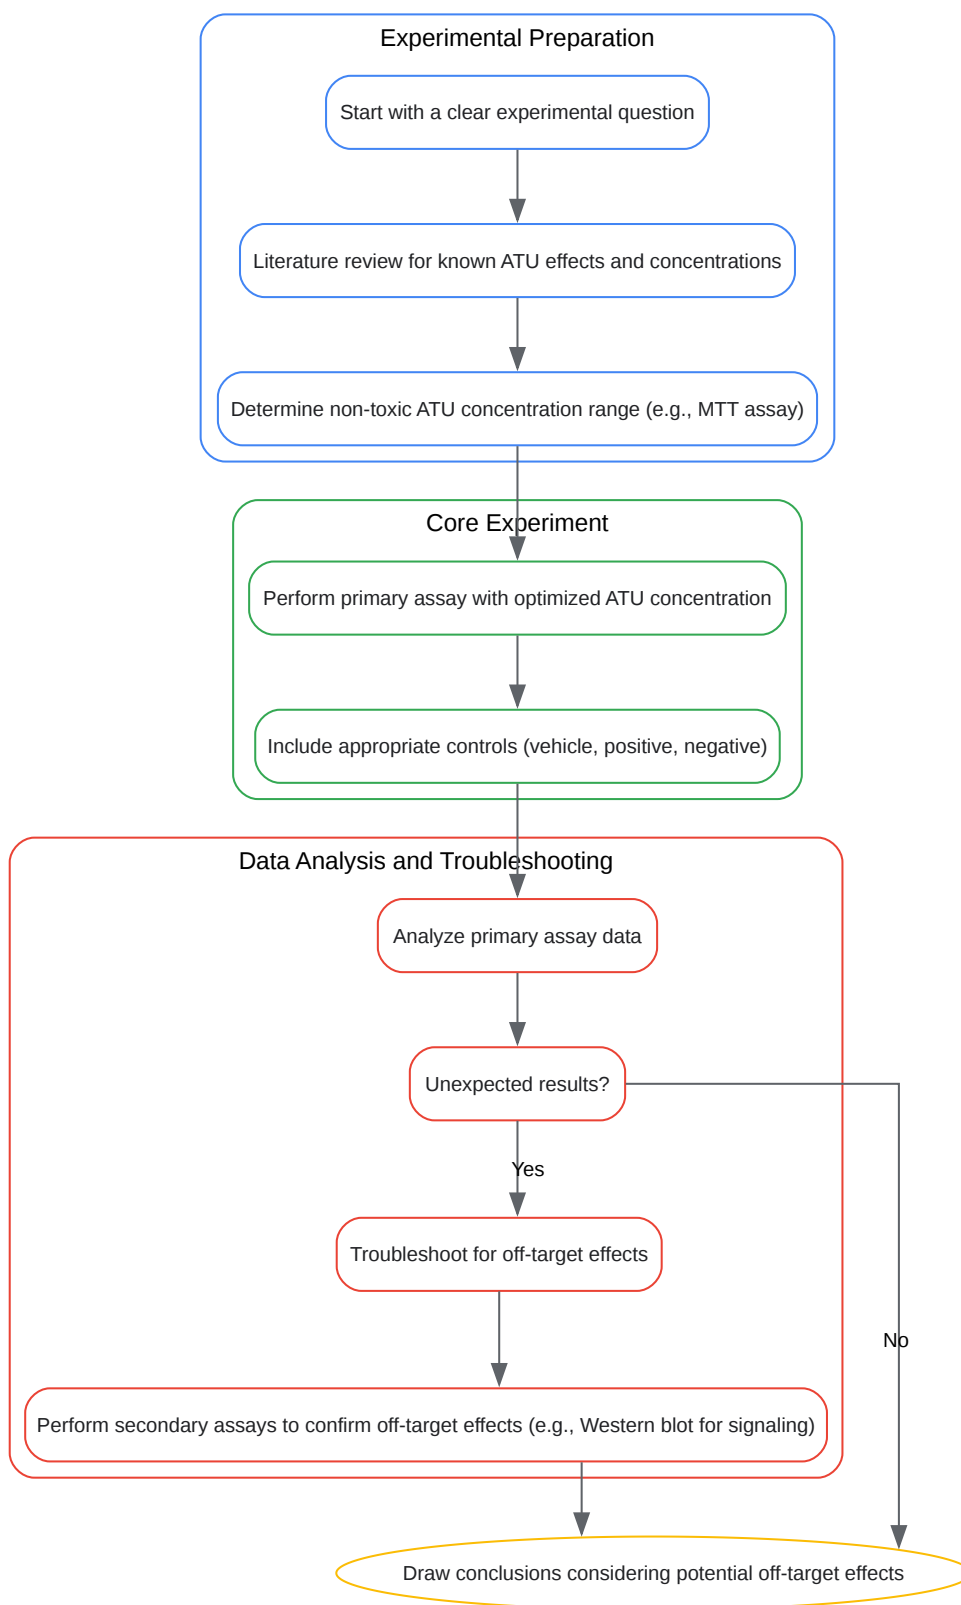 Experimental Preparation
Start with a clear experimental question
Literature review for known ATU effects and concentrations
Determine non-toxic ATU concentration range (e.g., MTT assay)
Core Experiment
Perform primary assay with optimized ATU concentration
Include appropriate controls (vehicle, positive, negative)
Data Analysis and Troubleshooting
Analyze primary assay data
Unexpected results?
Yes
Troubleshoot for off-target effects
No
Perform secondary assays to confirm off-target effects (e.g., Western blot for signaling)
Draw conclusions considering potential off-target effects